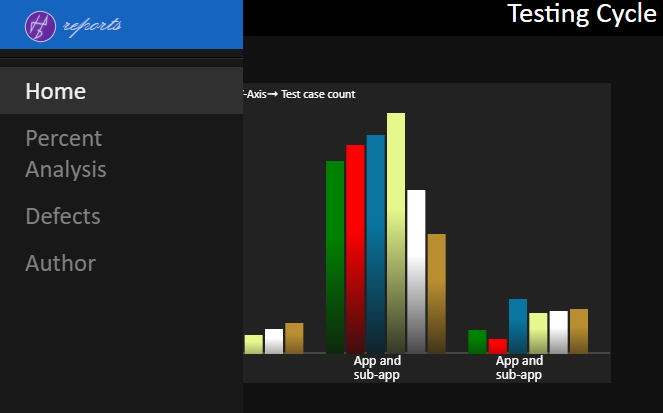 HB reports
Testing Cycle
Home
Percent
Analysis
Defects
Author
-Axis→ Test case count
App and
sub-app
App and
sub-app